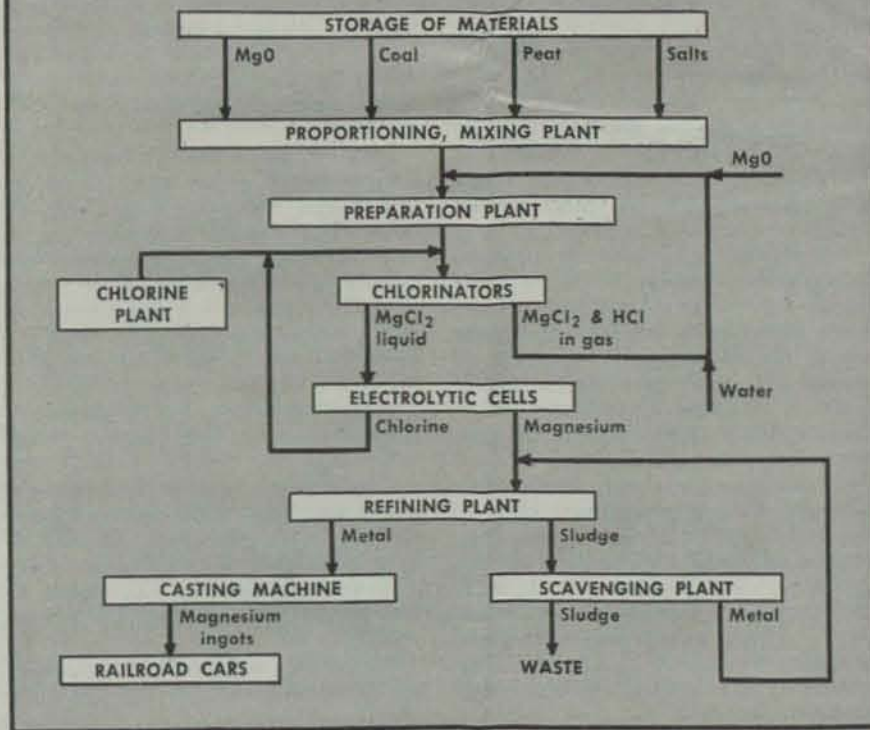 STORAGE OF MATERIALS
MgO Coal Peat Salts
PROPORTIONING, MIXING PLANT
MgO
PREPARATION PLANT
CHLORINE
PLANT
CHLORINATORS
MgCl₂
liquid
MgCl₂ & HCl
in gas
Water
ELECTROLYTIC CELLS
Chlorine Magnesium
REFINING PLANT
Metal Sludge
CASTING MACHINE SCAVENGING PLANT
Magnesium
ingots
Sludge Metal
RAILROAD CARS WASTE